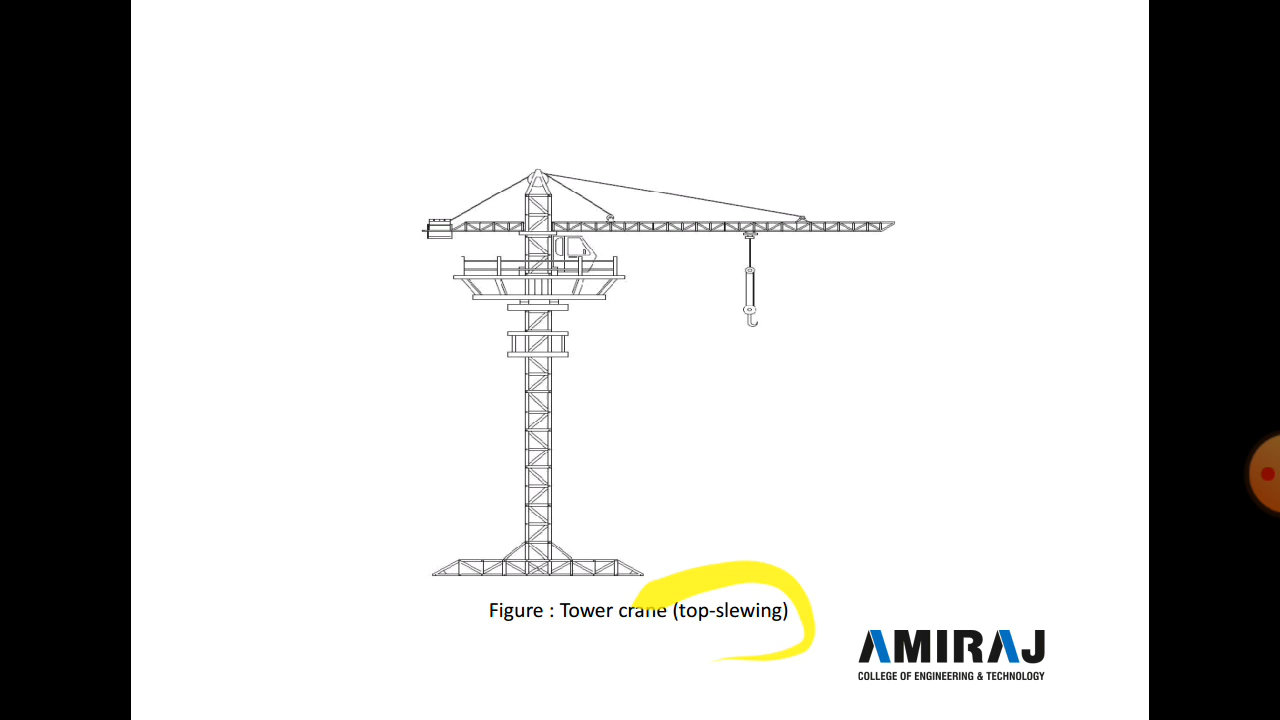 Figure : Tower crane (top-slewing)
AMIRAJ
COLLEGE OF ENGINEERING & TECHNOLOGY